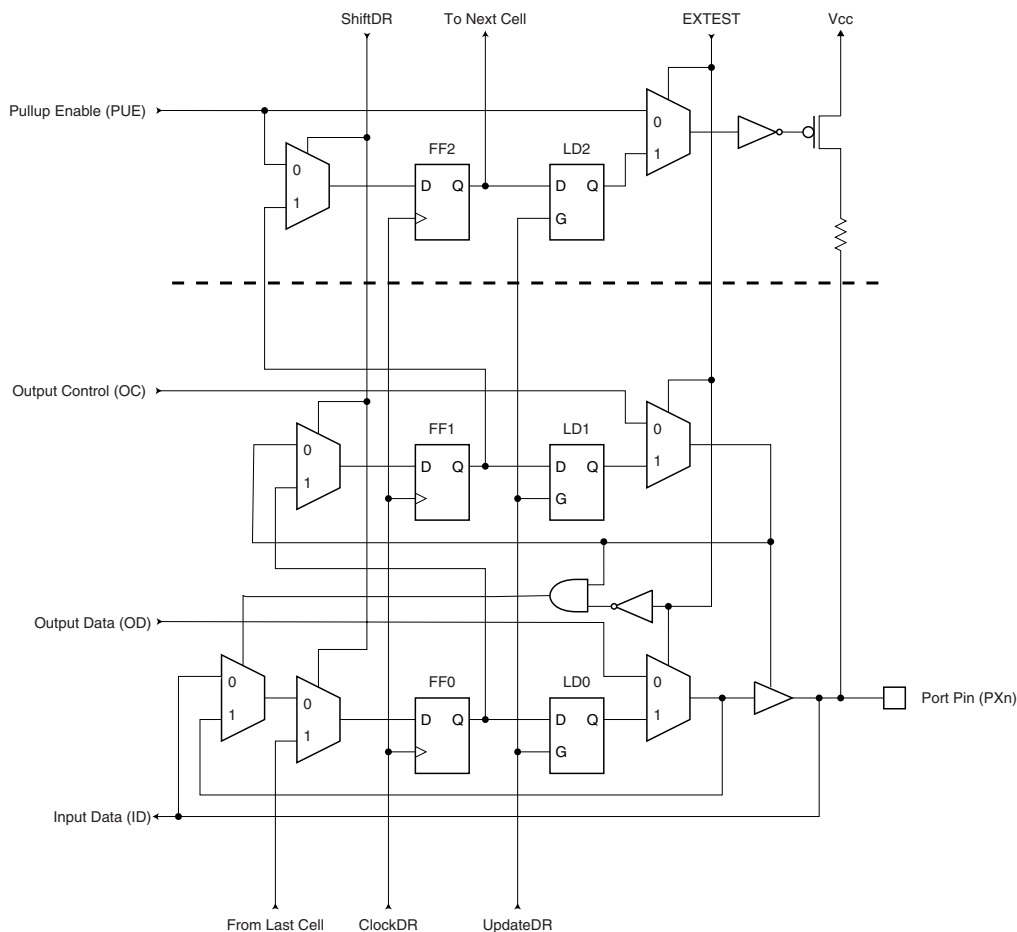 ShiftDR
To Next Cell
EXTEST
Vcc
Pullup Enable (PUE)
0
1
FF2
D Q
LD2
D Q
G
0
1
Output Control (OC)
0
1
FF1
D Q
LD1
D Q
G
0
1
Output Data (OD)
0
1
0
1
FF0
D Q
LD0
D Q
G
0
1
Port Pin (PXn)
Input Data (ID)
From Last Cell
ClockDR
UpdateDR